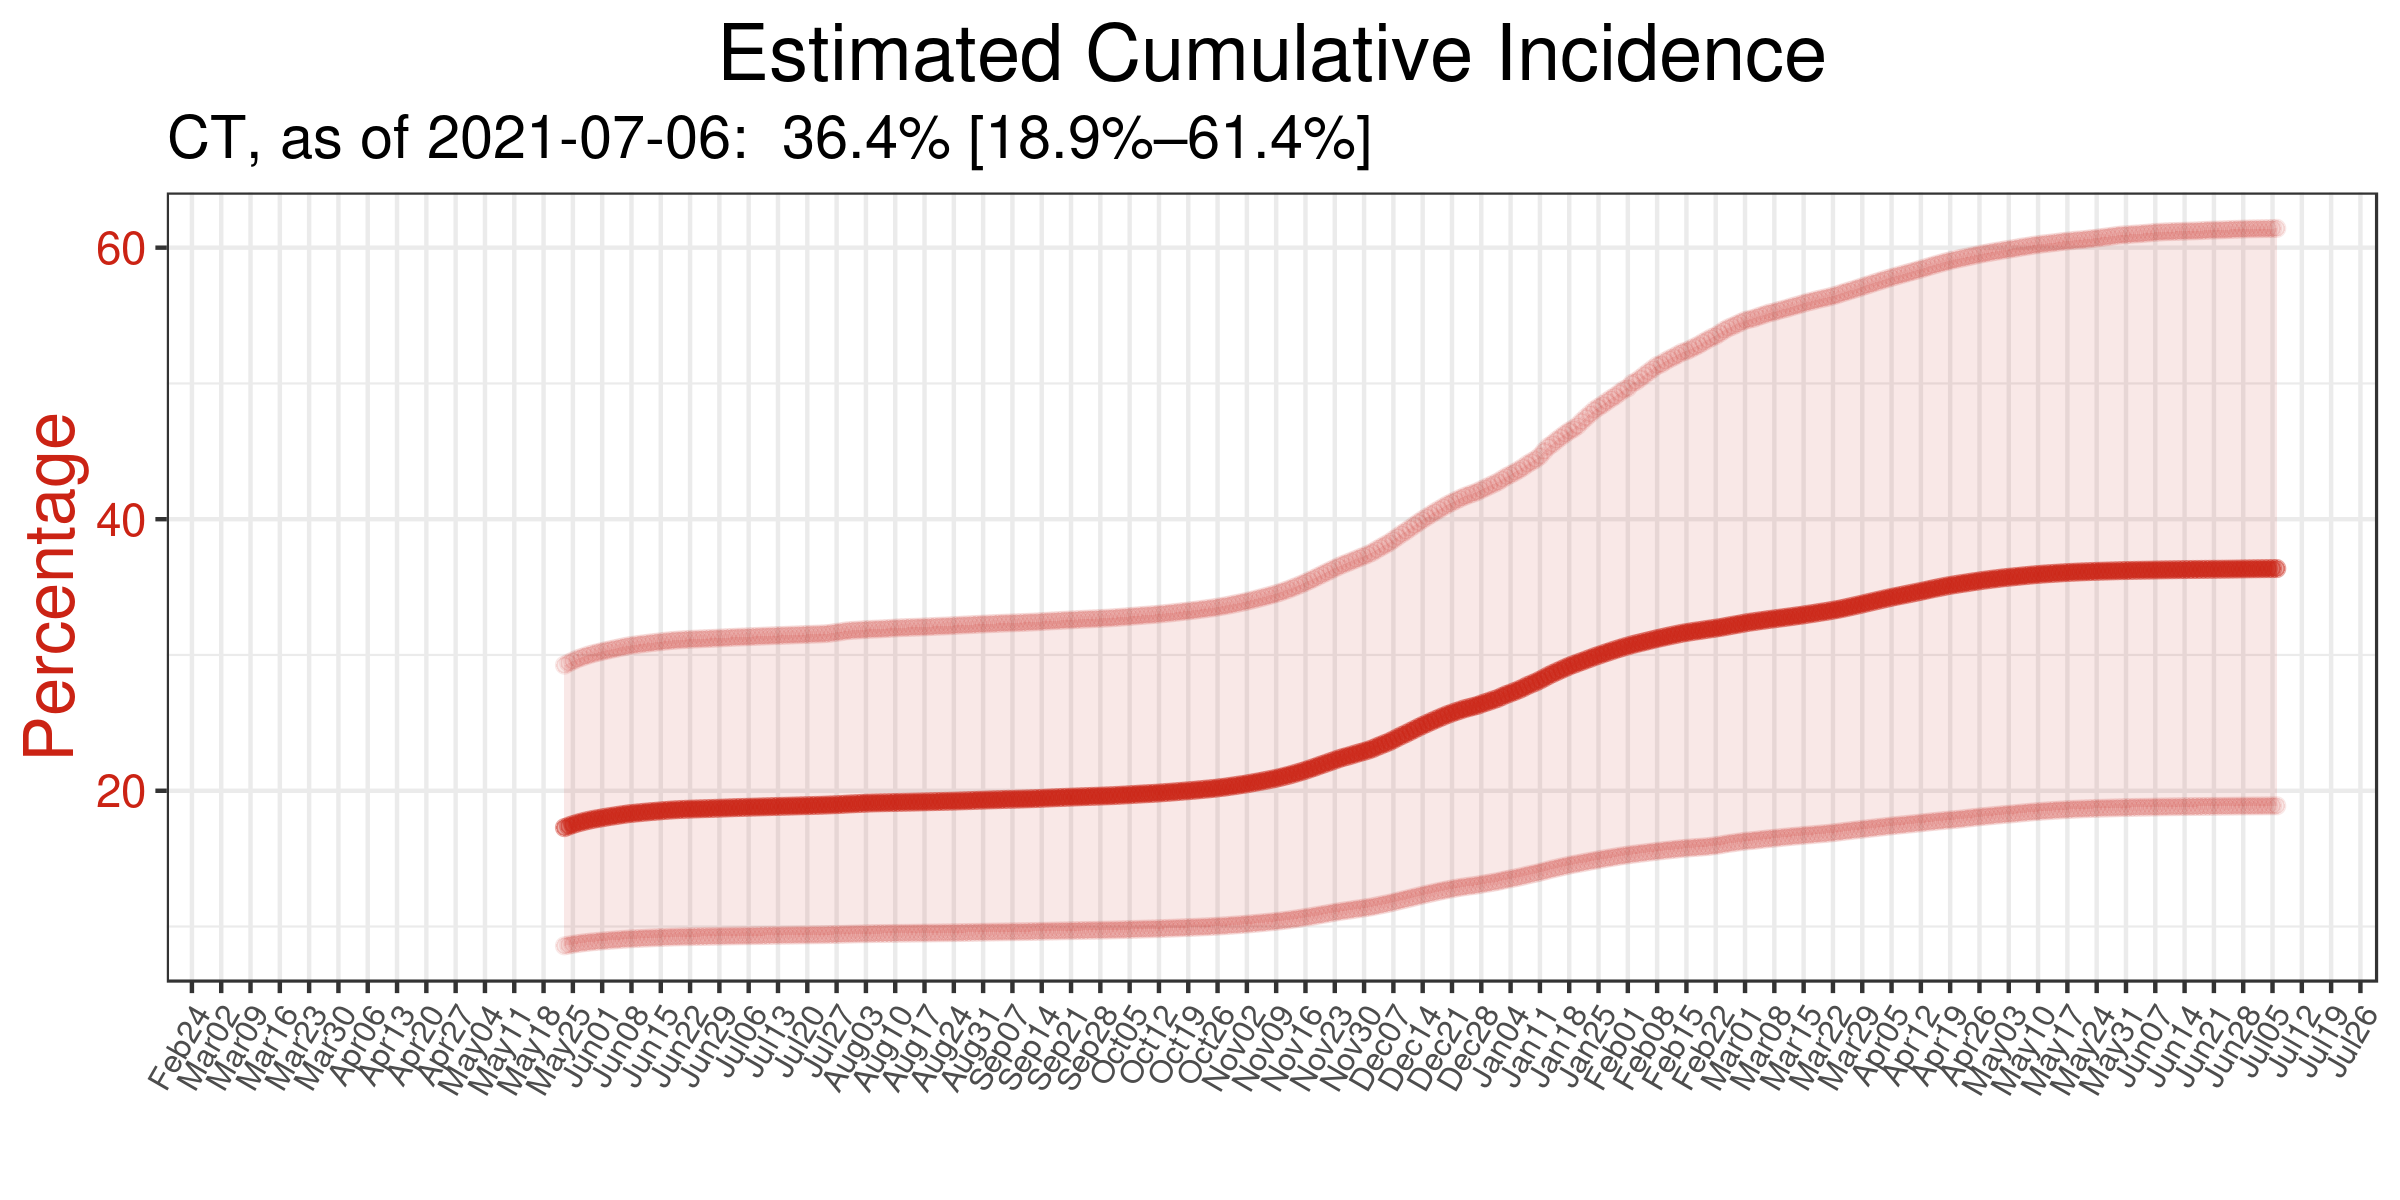 Estimated Cumulative Incidence
CT, as of 2021-07-06:  36.4% [18.9%–61.4%]
Percentage
60
40
20
Feb24
Mar02
Mar09
Mar16
Mar23
Mar30
Apr06
Apr13
Apr20
Apr27
May04
May11
May18
May25
Jun01
Jun08
Jun15
Jun22
Jun29
Jul06
Jul13
Jul20
Jul27
Aug03
Aug10
Aug17
Aug24
Aug31
Sep07
Sep14
Sep21
Sep28
Oct05
Oct12
Oct19
Oct26
Nov02
Nov09
Nov16
Nov23
Nov30
Dec07
Dec14
Dec21
Dec28
Jan04
Jan11
Jan18
Jan25
Feb01
Feb08
Feb15
Feb22
Mar01
Mar08
Mar15
Mar22
Mar29
Apr05
Apr12
Apr19
Apr26
May03
May10
May17
May24
May31
Jun07
Jun14
Jun21
Jun28
Jul05
Jul12
Jul19
Jul26